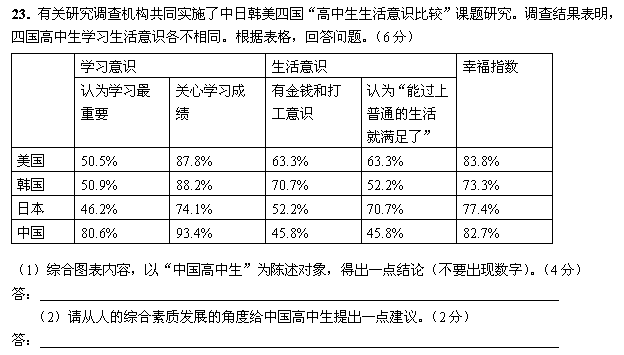 23. 有关研究调查机构共同实施了中日韩美四国“高中生生活意识比较”课题研究。调查结果表明，
四国高中生学习生活意识各不相同。根据表格，回答问题。（6 分）
学习意识 生活意识 幸福指数
认为学习最重要 关心学习成绩 有金钱和打工意识 认为“能过上普通的生活就满足了”
美国 50.5% 87.8% 63.3% 63.3% 83.8%
韩国 50.9% 88.2% 70.7% 52.2% 73.3%
日本 46.2% 74.1% 52.2% 70.7% 77.4%
中国 80.6% 93.4% 45.8% 45.8% 82.7%
（1）综合图表内容，以“中国高中生”为陈述对象，得出一点结论（不要出现数字）。（4 分）
答：
（2）请从人的综合素质发展的角度给中国高中生提出一点建议。（2 分）
答：